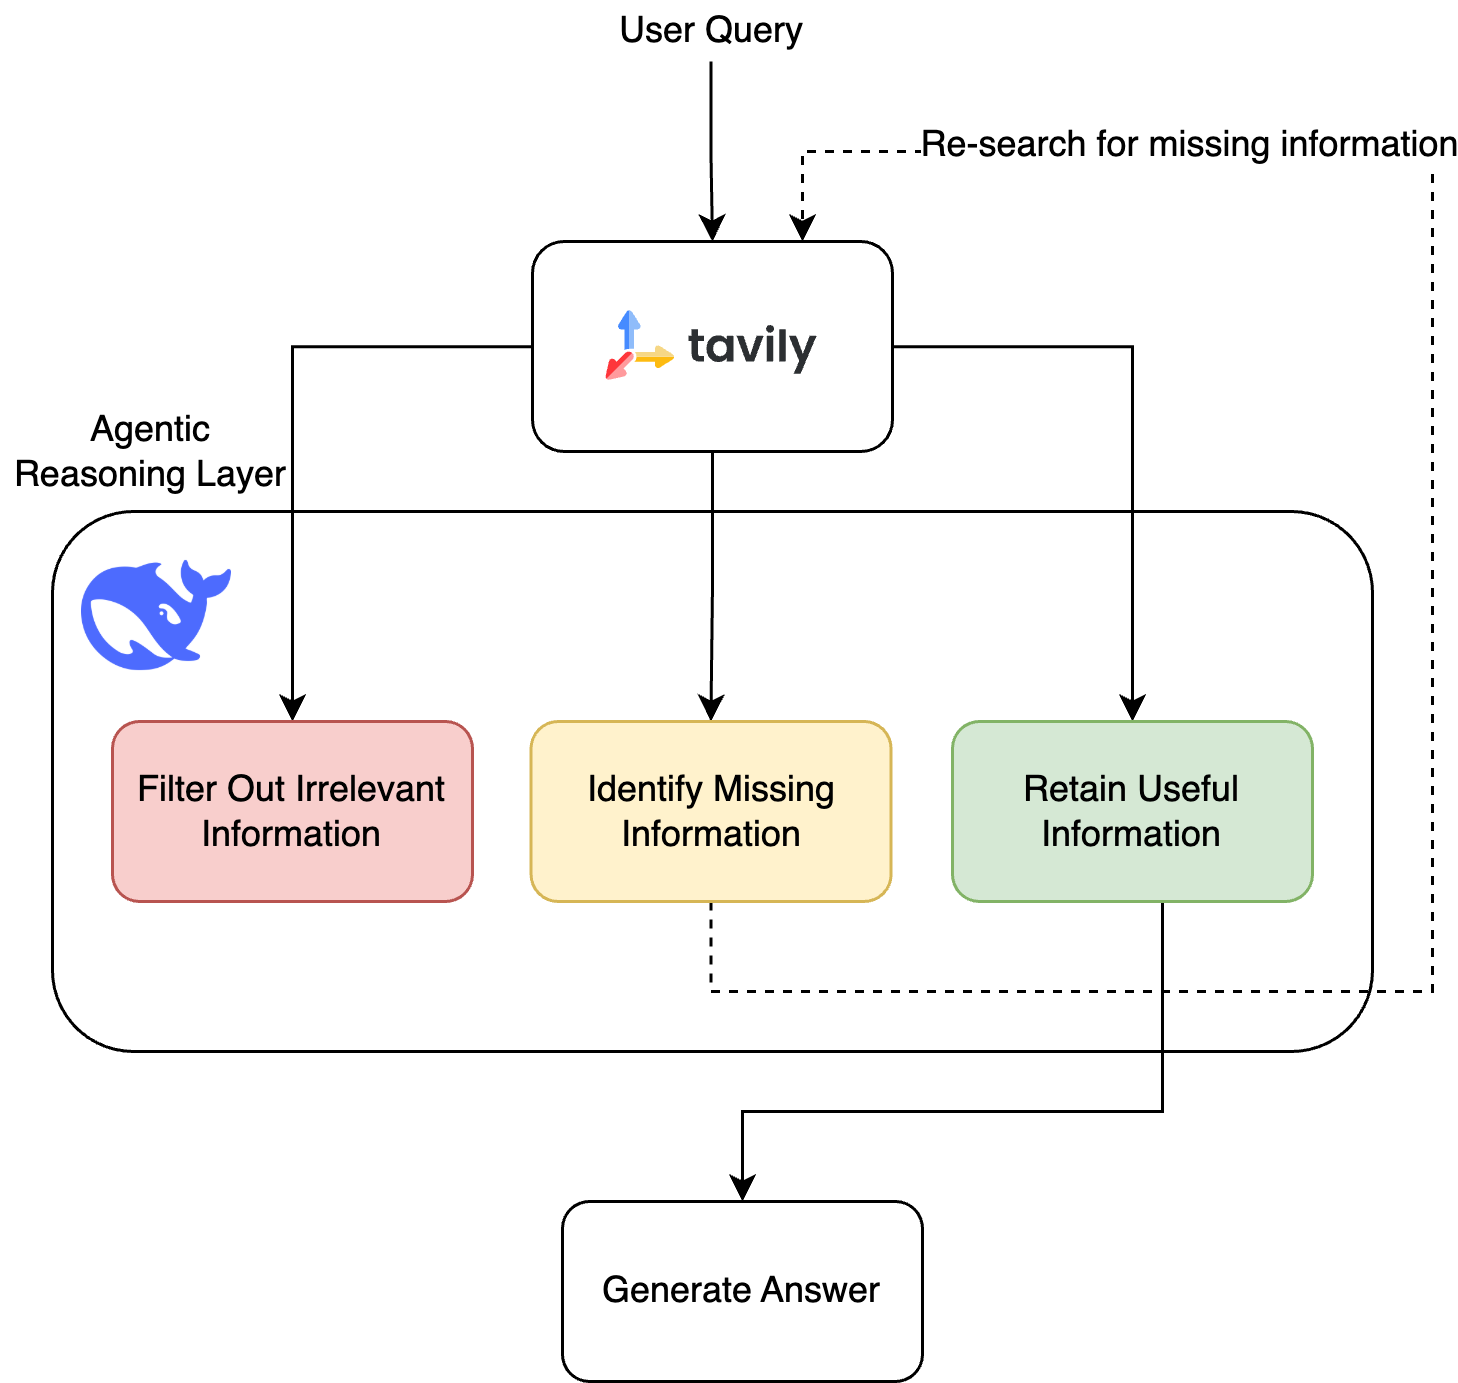 User Query
Re-search for missing information
tavily
Agentic
Reasoning Layer
Filter Out Irrelevant
Information
Identify Missing
Information
Retain Useful
Information
Generate Answer